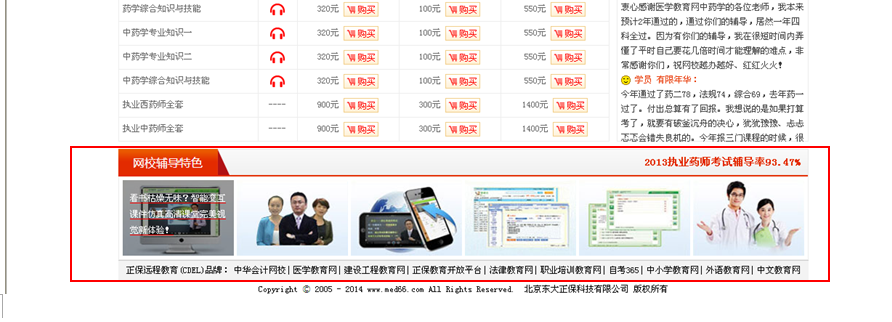 药学综合知识与技能 320元 购买 100元 购买 550元 购买
中药学专业知识一 320元 购买 100元 购买 550元 购买
中药学专业知识二 320元 购买 100元 购买 550元 购买
中药学综合知识与技能 320元 购买 100元 购买 550元 购买
执业西药师全套 ---- 900元 购买 300元 购买 1400元 购买
执业中药师全套 ---- 900元 购买 300元 购买 1400元 购买
衷心感谢医学教育网中药学的各位老师，我本来
预计2年通过的，通过你们的辅导，居然一年四
科全过。因为有你们的辅导，我在很短时间内弄
懂了平时自己要花几倍时间才能理解的难点，非
常感谢你们，祝网校越办越好、红红火火！
学员 有限年华：
今年通过了药二78，法规74，综合69，去年药一
过了。付出总算有了回报。我想说的是如果打算
考了，就要有破釜沉舟的决心，犹犹豫豫、忐忐
忑忑会错失良机的。今年报三门课程的时候，很
网校辅导特色
2013执业药师考试辅导率93.47%
看书枯燥无味？智能交互
课件仿真高清课堂完美视
觉新体验！
正保远程教育(CDEL)品牌： 中华会计网校| 医学教育网| 建设工程教育网| 正保教育开放平台| 法律教育网| 职业培训教育网| 自考365| 中小学教育网| 外语教育网| 中文教育网
Copyright © 2005 - 2014 www.med66.com All Rights Reserved. 北京东大正保科技有限公司 版权所有